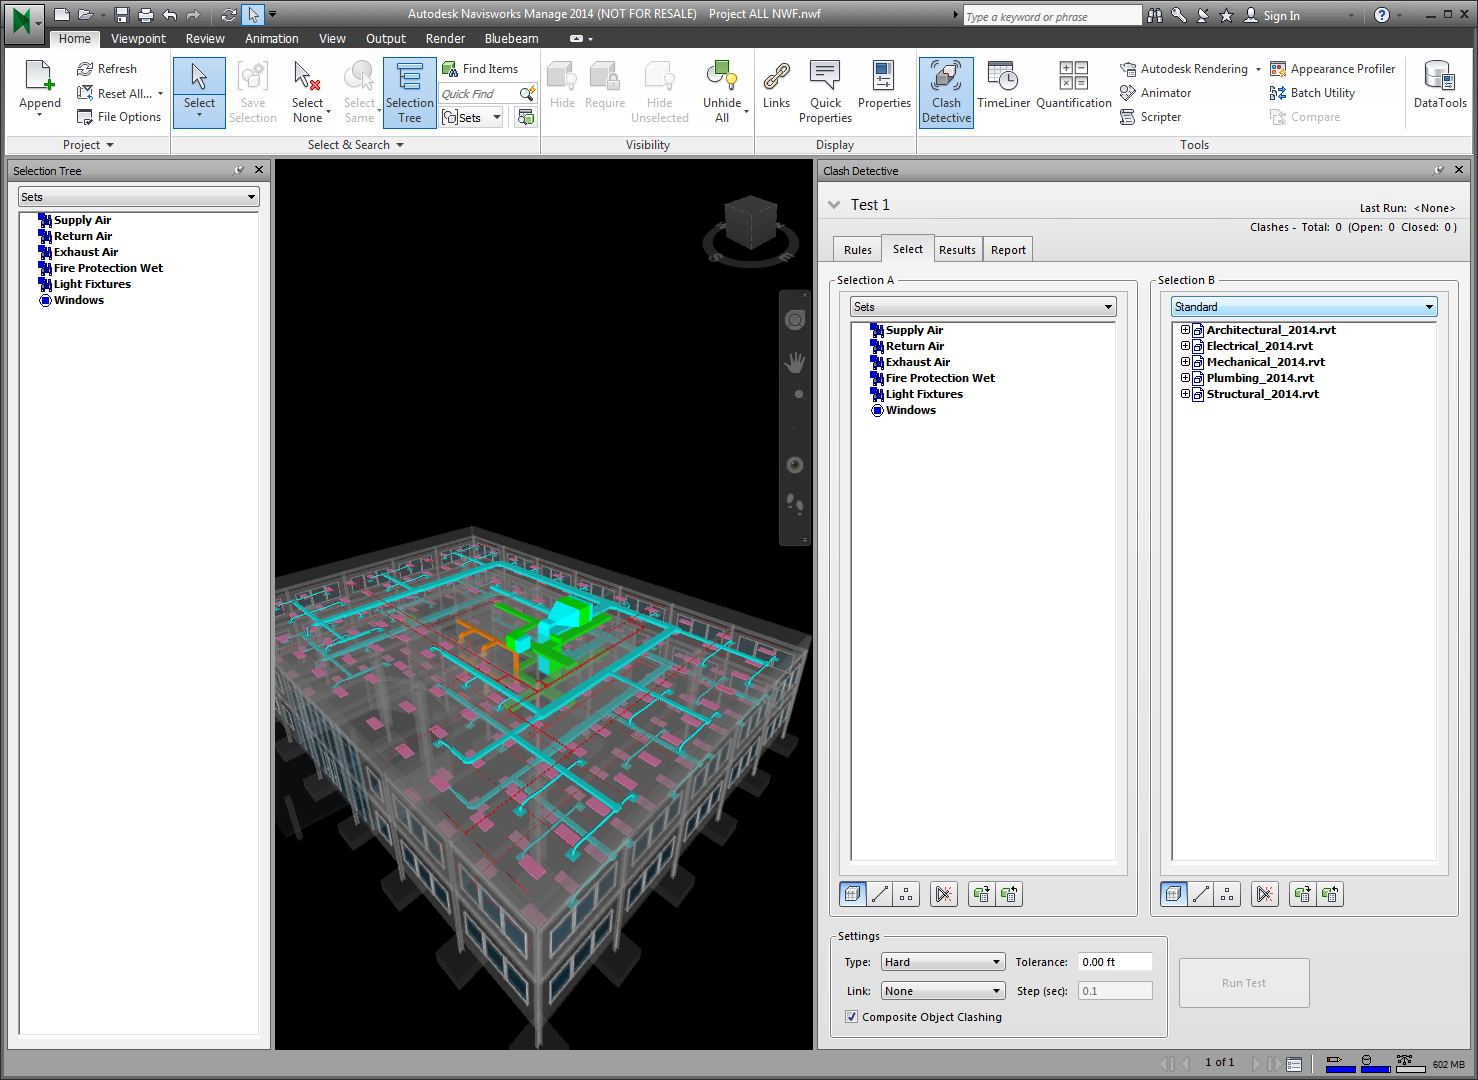 Autodesk Navisworks Manage 2014 (NOT FOR RESALE) Project ALL NWF.nwf
Type a keyword or phrase
Sign In
Home Viewpoint Review Animation View Output Render Bluebeam
Append
Refresh
Reset All...
File Options
Project
Select
Save Selection
Select None
Select Same
Selection Tree
Find Items
Quick Find
Sets
Select & Search
Hide
Require
Hide Unselected
Unhide All
Visibility
Links
Quick Properties
Properties
Display
Clash Detective
TimeLiner
Quantification
Autodesk Rendering
Animator
Scripter
Appearance Profiler
Batch Utility
Compare
Tools
DataTools
Selection Tree
Sets
Supply Air
Return Air
Exhaust Air
Fire Protection Wet
Light Fixtures
Windows
S
Clash Detective
Test 1
Last Run: <None>
Clashes - Total: 0 (Open: 0 Closed: 0 )
Rules Select Results Report
Selection A
Sets
Supply Air
Return Air
Exhaust Air
Fire Protection Wet
Light Fixtures
Windows
Selection B
Standard
Architectural_2014.rvt
Electrical_2014.rvt
Mechanical_2014.rvt
Plumbing_2014.rvt
Structural_2014.rvt
Settings
Type: Hard Tolerance: 0.00 ft
Link: None Step (sec): 0.1
Composite Object Clashing
Run Test
1 of 1
602 MB